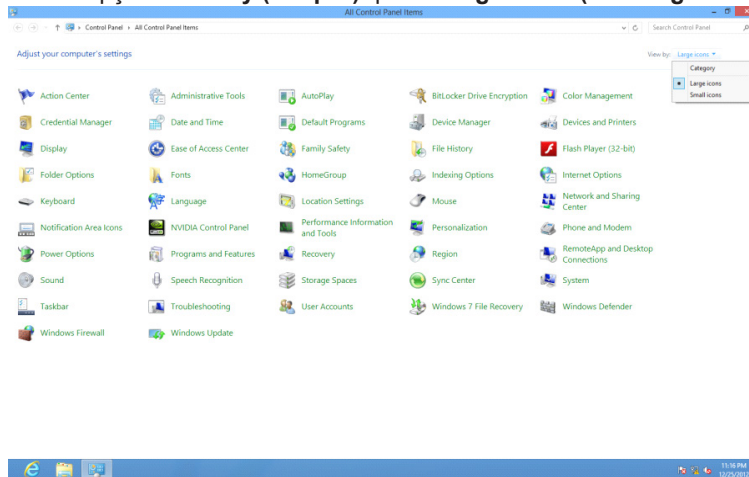 All Control Panel Items
Control Panel ▸ All Control Panel Items
Search Control Panel
Adjust your computer's settings
View by: Large icons
Category
Large icons
Small icons
Action Center Administrative Tools AutoPlay BitLocker Drive Encryption Color Management
Credential Manager Date and Time Default Programs Device Manager Devices and Printers
Display Ease of Access Center Family Safety File History Flash Player (32-bit)
Folder Options Fonts HomeGroup Indexing Options Internet Options
Keyboard Language Location Settings Mouse Network and Sharing
Center
Notification Area Icons NVIDIA Control Panel Performance Information
and Tools Personalization Phone and Modem
Power Options Programs and Features Recovery Region RemoteApp and Desktop
Connections
Sound Speech Recognition Storage Spaces Sync Center System
Taskbar Troubleshooting User Accounts Windows 7 File Recovery Windows Defender
Windows Firewall Windows Update
11:16 PM